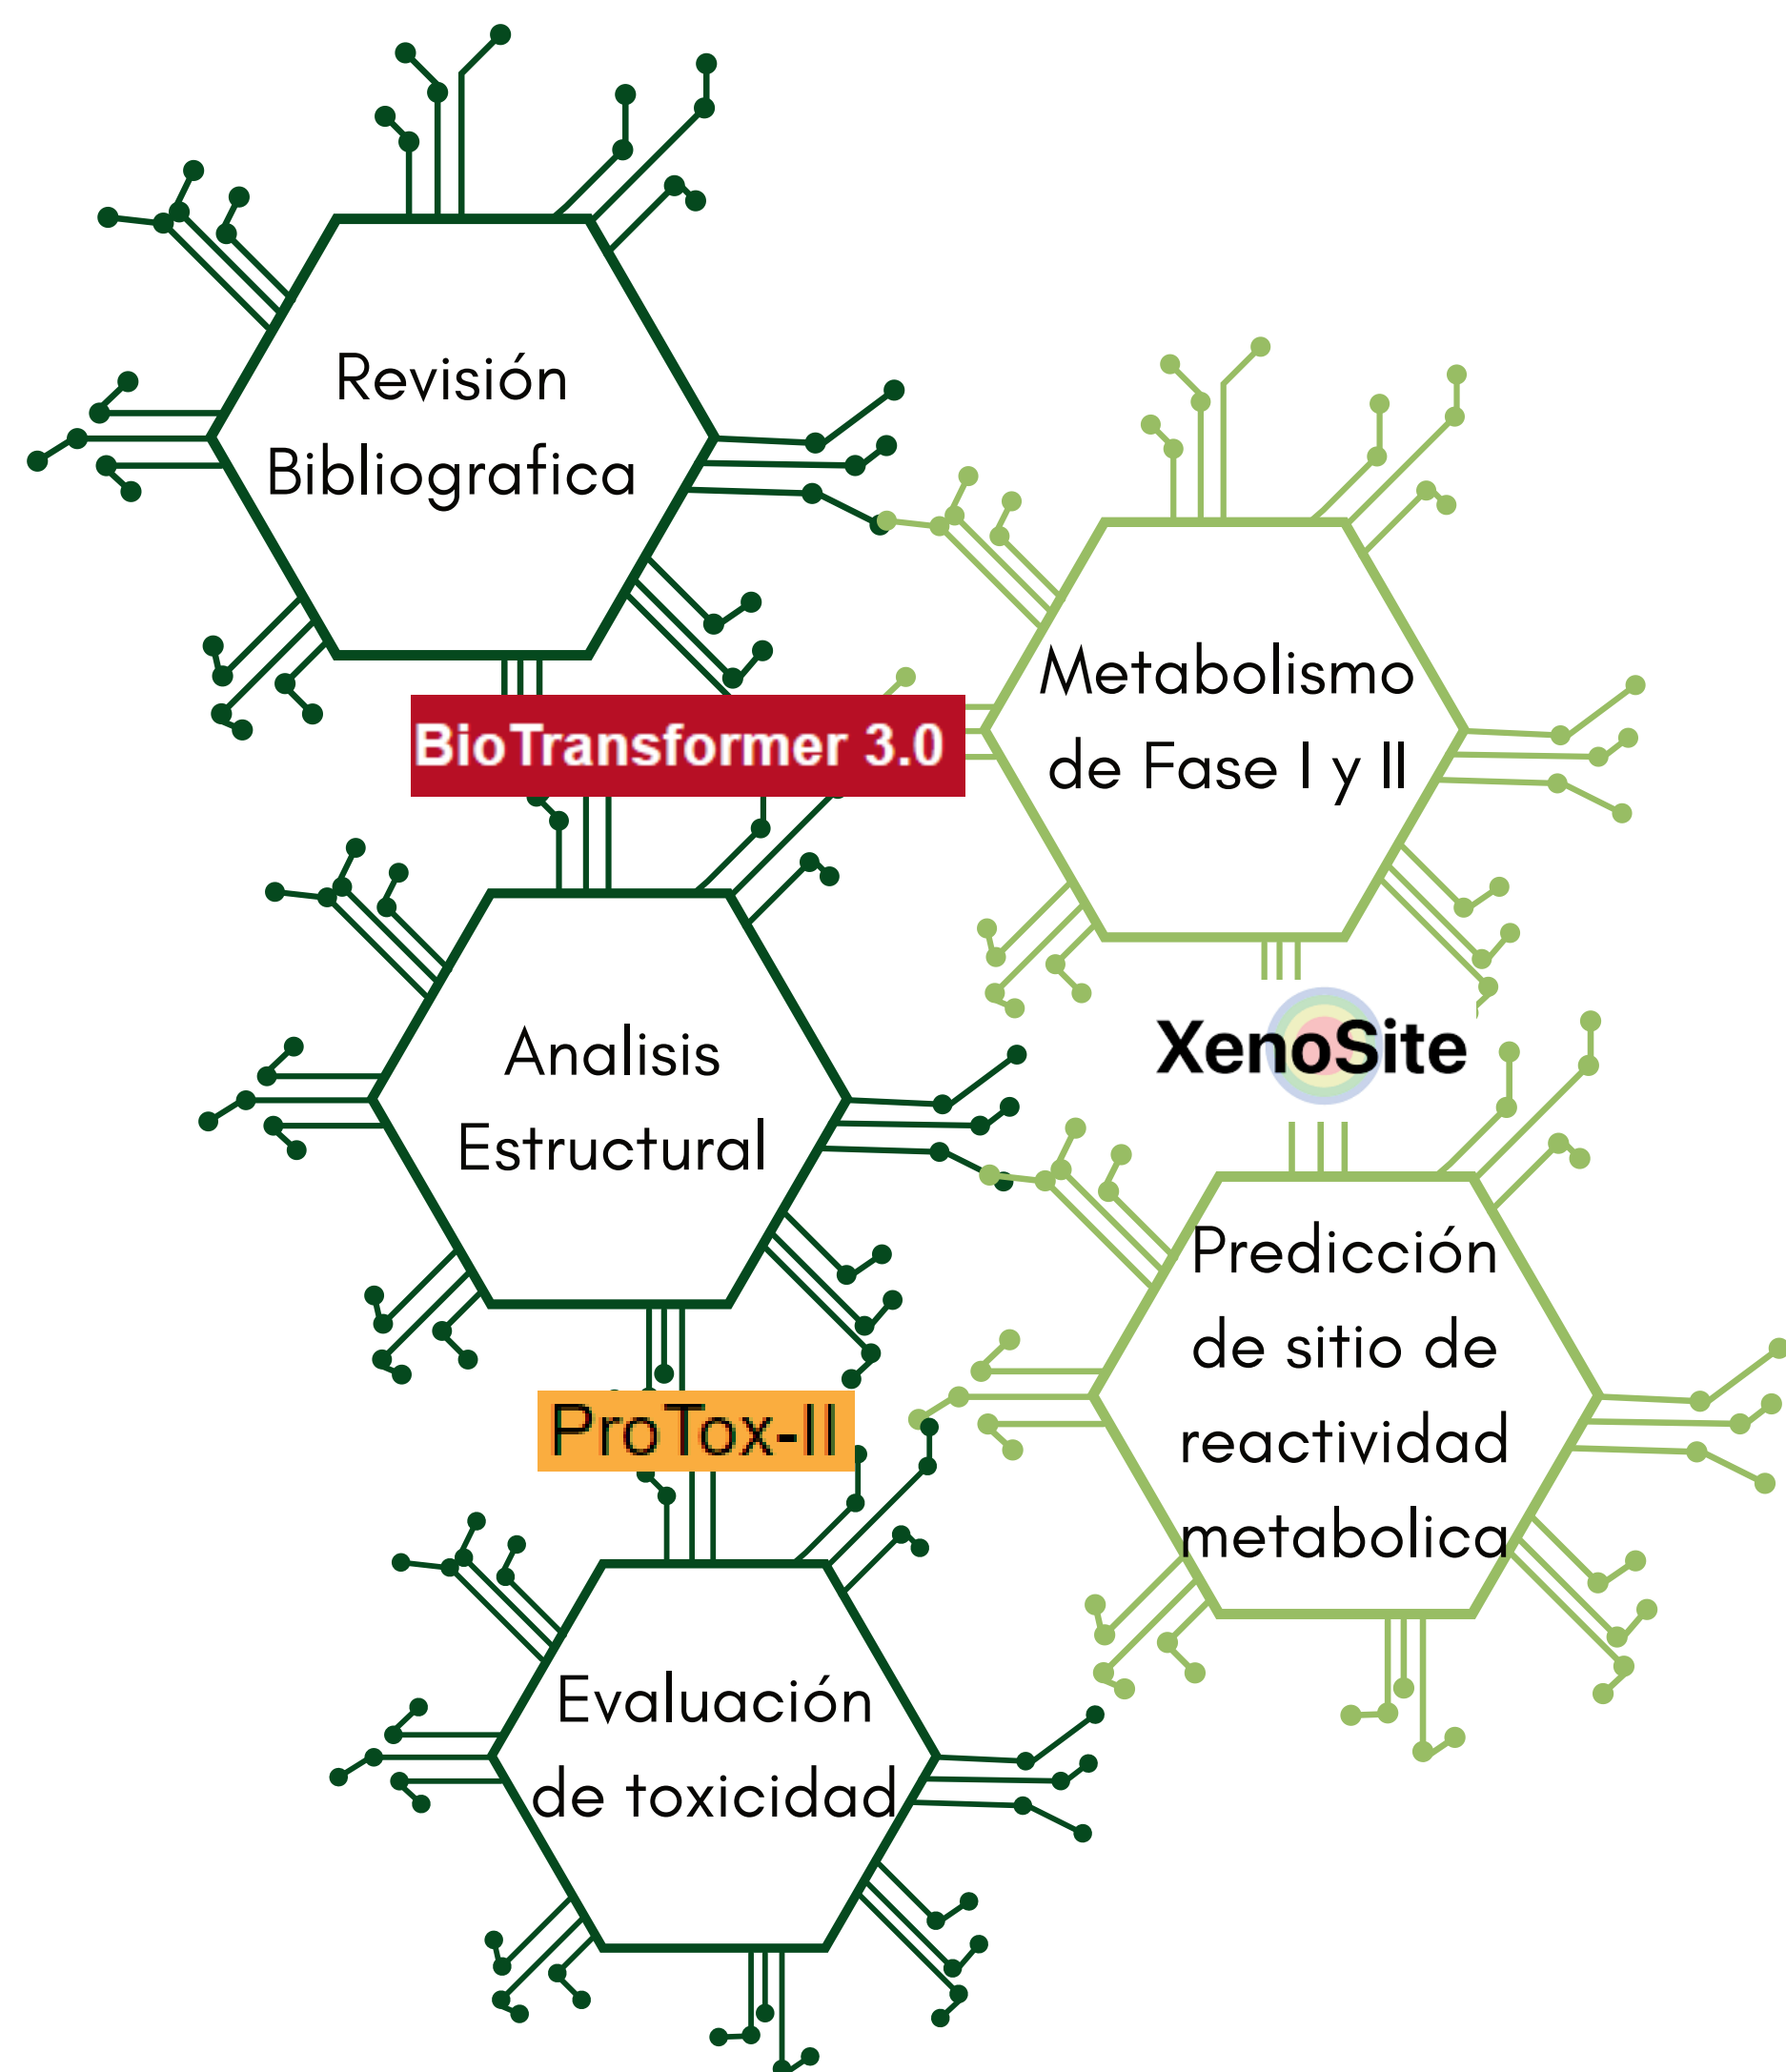 Revisión
Bibliografica
Metabolismo
de Fase I y II
BioTransformer 3.0
Analisis
Estructural
XenoSite
Predicción
de sitio de
reactividad
metabolica
ProTox-II
Evaluación
de toxicidad